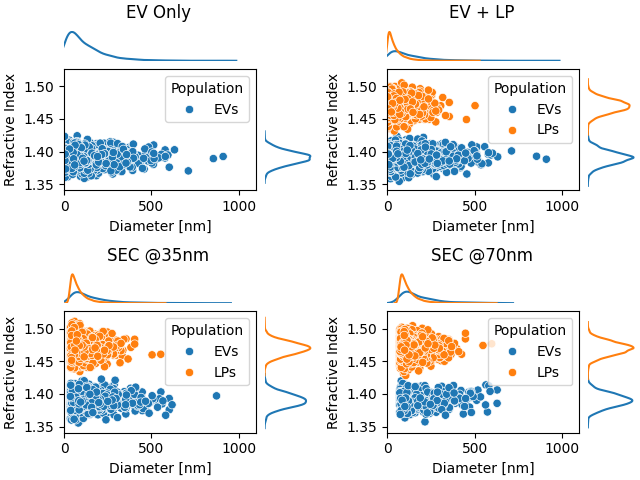 EV Only
EV + LP
Refractive Index
1.50
1.45
1.40
1.35
Population
EVs
0
500
1000
Diameter [nm]
Refractive Index
1.50
1.45
1.40
1.35
Population
EVs
LPs
0
500
1000
Diameter [nm]
SEC @35nm
SEC @70nm
Refractive Index
1.50
1.45
1.40
1.35
Population
EVs
LPs
0
500
1000
Diameter [nm]
Refractive Index
1.50
1.45
1.40
1.35
Population
EVs
LPs
0
500
1000
Diameter [nm]